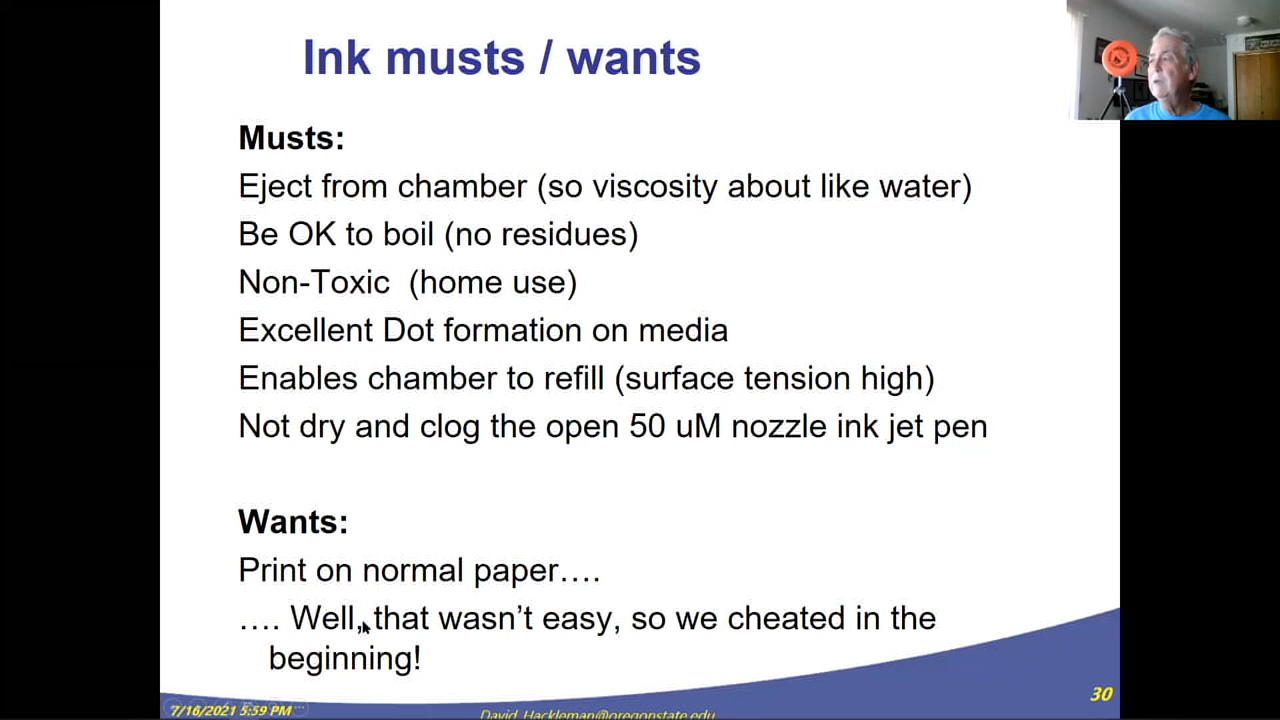 Ink musts / wants
Musts:
Eject from chamber (so viscosity about like water)
Be OK to boil (no residues)
Non-Toxic  (home use)
Excellent Dot formation on media
Enables chamber to refill (surface tension high)
Not dry and clog the open 50 uM nozzle ink jet pen
Wants:
Print on normal paper….
…. Well, that wasn’t easy, so we cheated in the
beginning!
7/16/2021 5:59 PM
David_Hackleman@oregonstate.edu
30